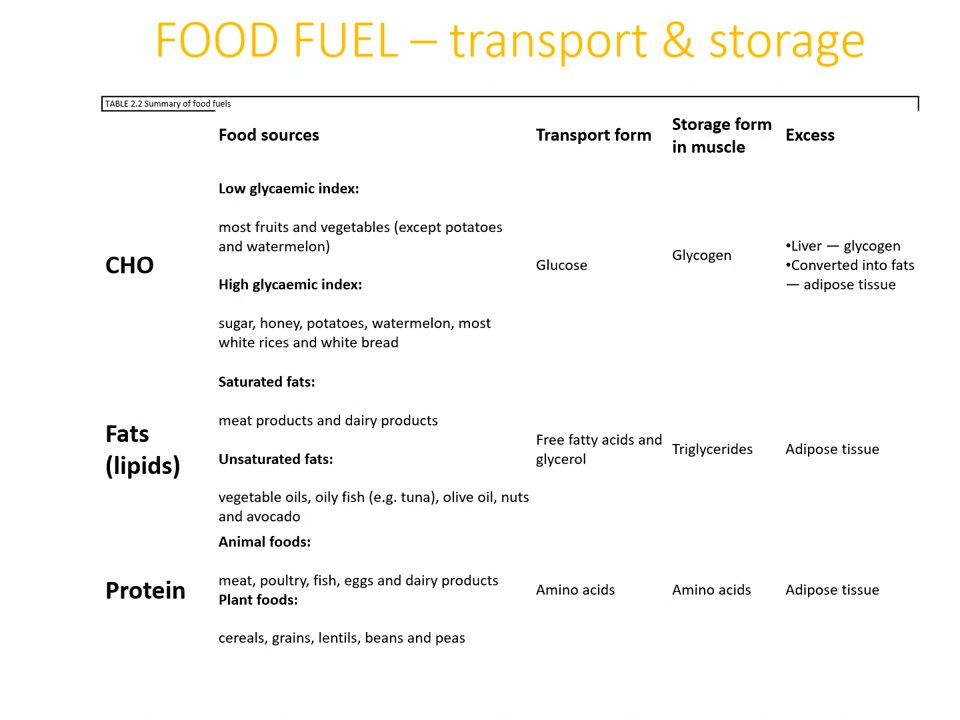 FOOD FUEL – transport & storage
TABLE 2.2 Summary of food fuels
Food sources
Transport form
Storage form
in muscle
Excess
CHO
Low glycaemic index:
most fruits and vegetables (except potatoes
and watermelon)
High glycaemic index:
sugar, honey, potatoes, watermelon, most
white rices and white bread
Glucose
Glycogen
•Liver — glycogen
•Converted into fats
— adipose tissue
Fats
(lipids)
Saturated fats:
meat products and dairy products
Unsaturated fats:
vegetable oils, oily fish (e.g. tuna), olive oil, nuts
and avocado
Free fatty acids and
glycerol
Triglycerides
Adipose tissue
Protein
Animal foods:
meat, poultry, fish, eggs and dairy products
Plant foods:
cereals, grains, lentils, beans and peas
Amino acids
Amino acids
Adipose tissue